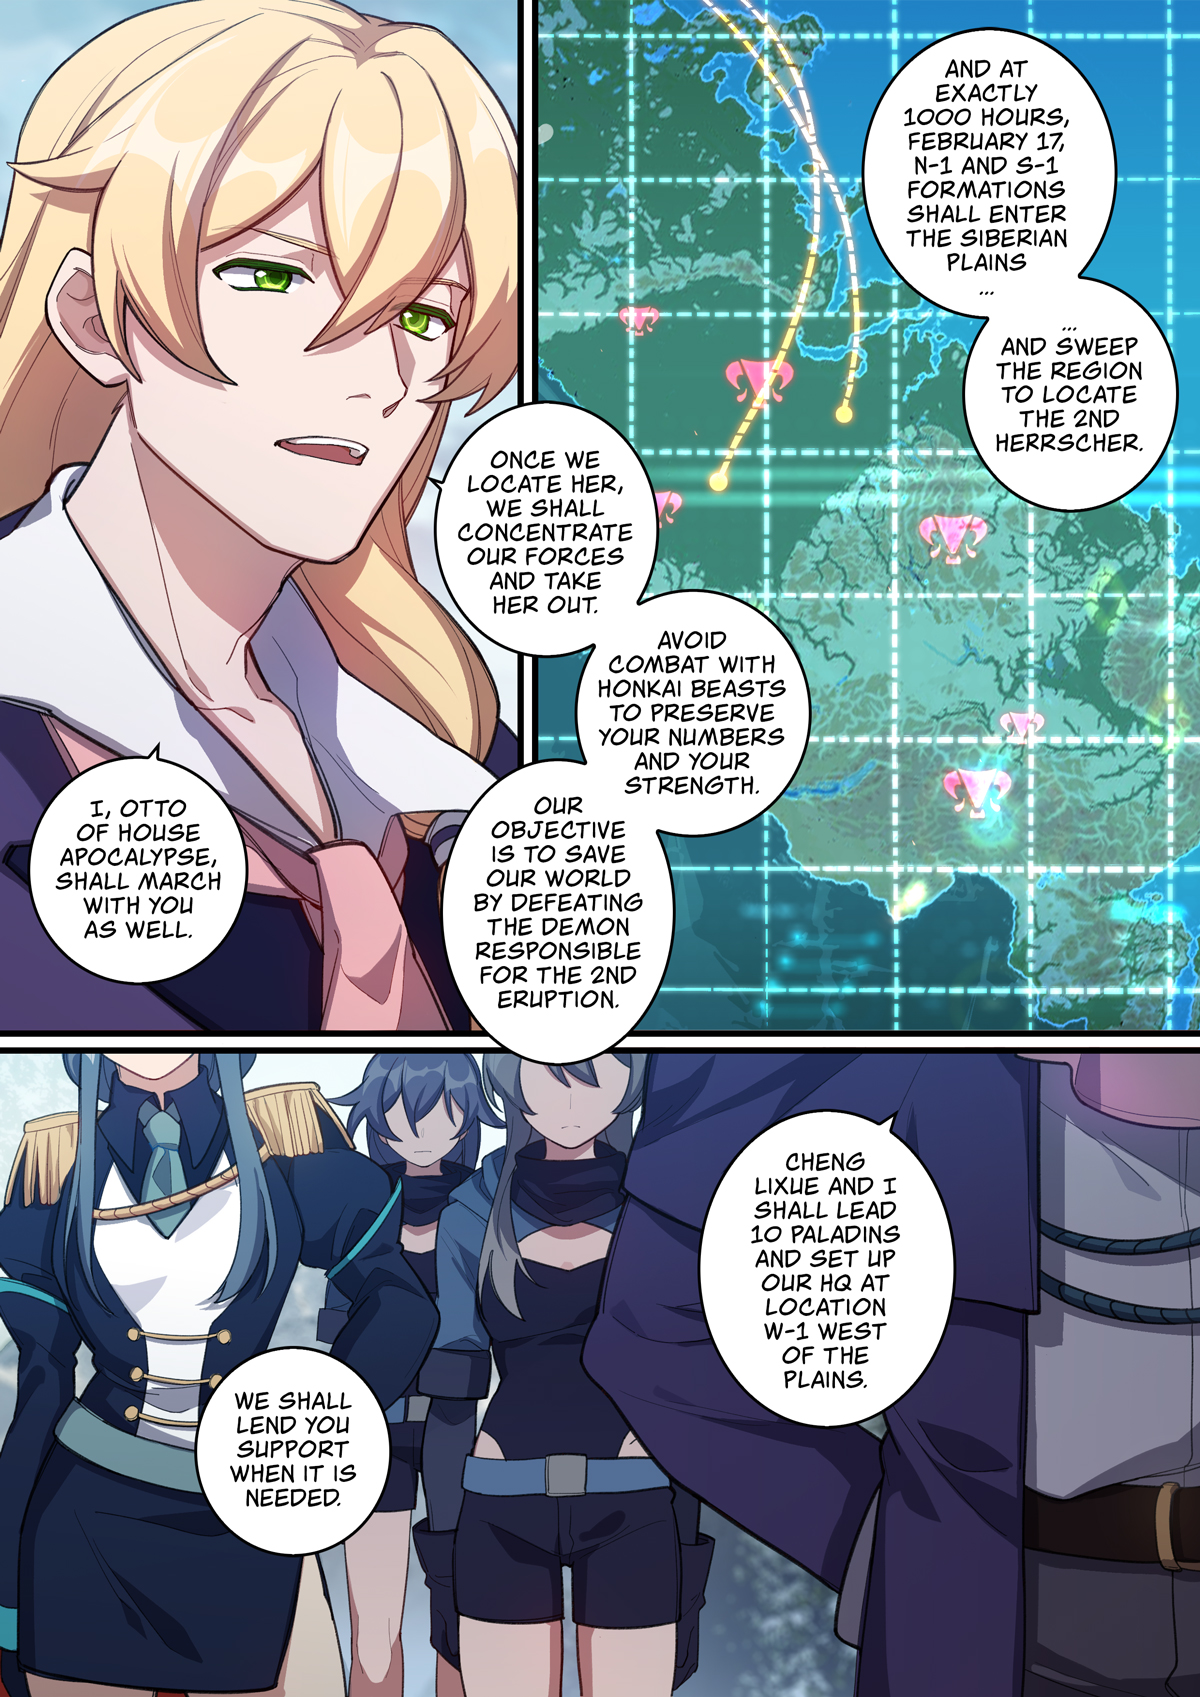 AND AT
EXACTLY
1000 HOURS,
FEBRUARY 17,
N-1 AND S-1
FORMATIONS
SHALL ENTER
THE SIBERIAN
PLAINS
...
...
AND SWEEP
THE REGION
TO LOCATE
THE 2ND
HERRSCHER.
ONCE WE
LOCATE HER,
WE SHALL
CONCENTRATE
OUR FORCES
AND TAKE
HER OUT.
AVOID
COMBAT WITH
HONKAI BEASTS
TO PRESERVE
YOUR NUMBERS
AND YOUR
STRENGTH.
OUR
OBJECTIVE
IS TO SAVE
OUR WORLD
BY DEFEATING
THE DEMON
RESPONSIBLE
FOR THE 2ND
ERUPTION.
I, OTTO
OF HOUSE
APOCALYPSE,
SHALL MARCH
WITH YOU
AS WELL.
CHENG
LIXUE AND I
SHALL LEAD
10 PALADINS
AND SET UP
OUR HQ AT
LOCATION
W-1 WEST
OF THE
PLAINS.
WE SHALL
LEND YOU
SUPPORT
WHEN IT IS
NEEDED.